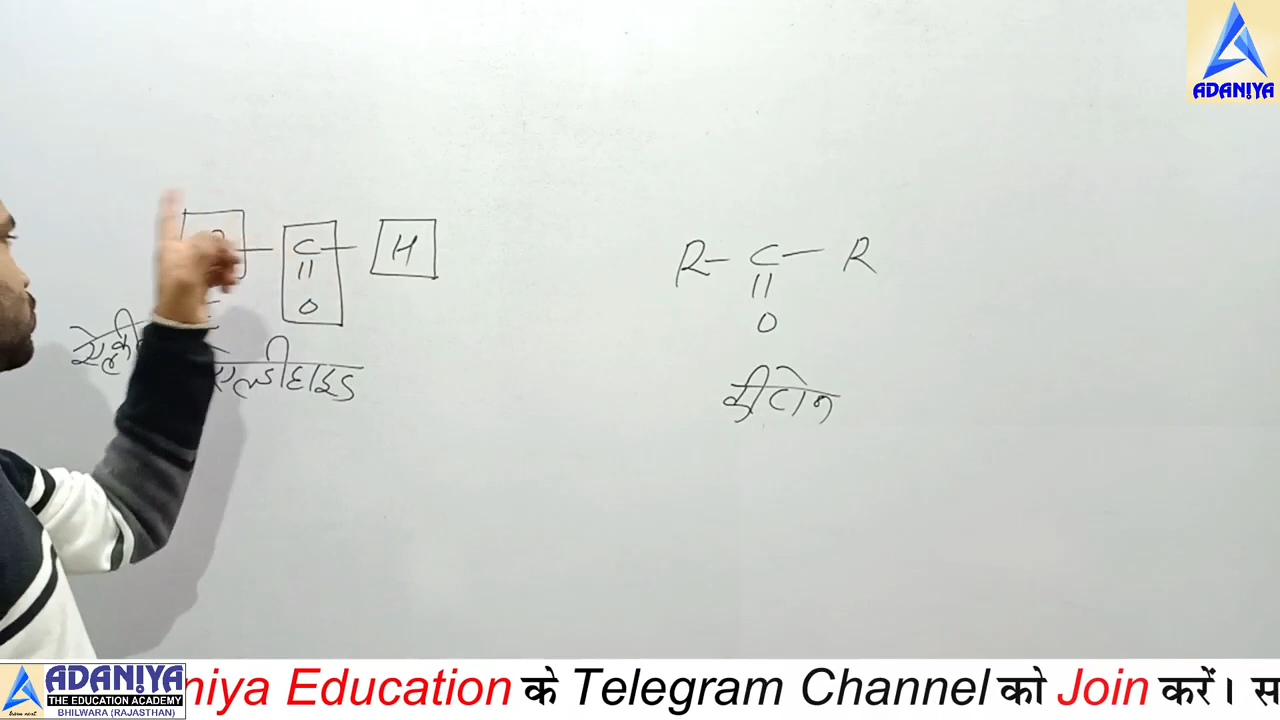 ADANIYA
C H
||
O
R - C - R
||
O
एल्डीहाइड
कीटोन
ADANIYA
THE EDUCATION ACADEMY
BHILWARA (RAJASTHAN)
niya Education के Telegram Channel को Join करें। स